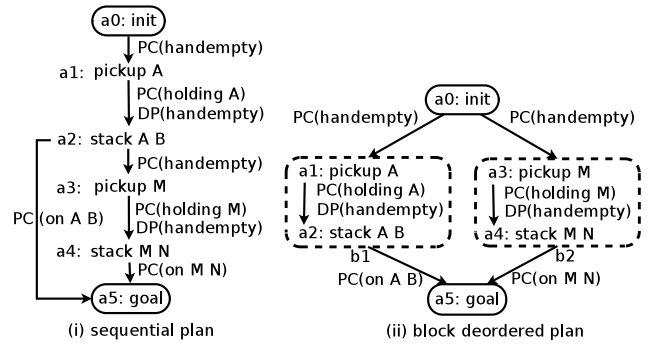 a0: init
PC(handempty)
a1: pickup A
PC(holding A)
DP(handempty)
a2: stack A B
PC(handempty)
a3: pickup M
PC(on A B)
PC(holding M)
DP(handempty)
a4: stack M N
PC(on M N)
a5: goal
(i) sequential plan
a0: init
PC(handempty)
PC(handempty)
a1: pickup A
PC(holding A)
DP(handempty)
a2: stack A B
b1
a3: pickup M
PC(holding M)
DP(handempty)
a4: stack M N
b2
PC(on A B)
PC(on M N)
a5: goal
(ii) block deordered plan